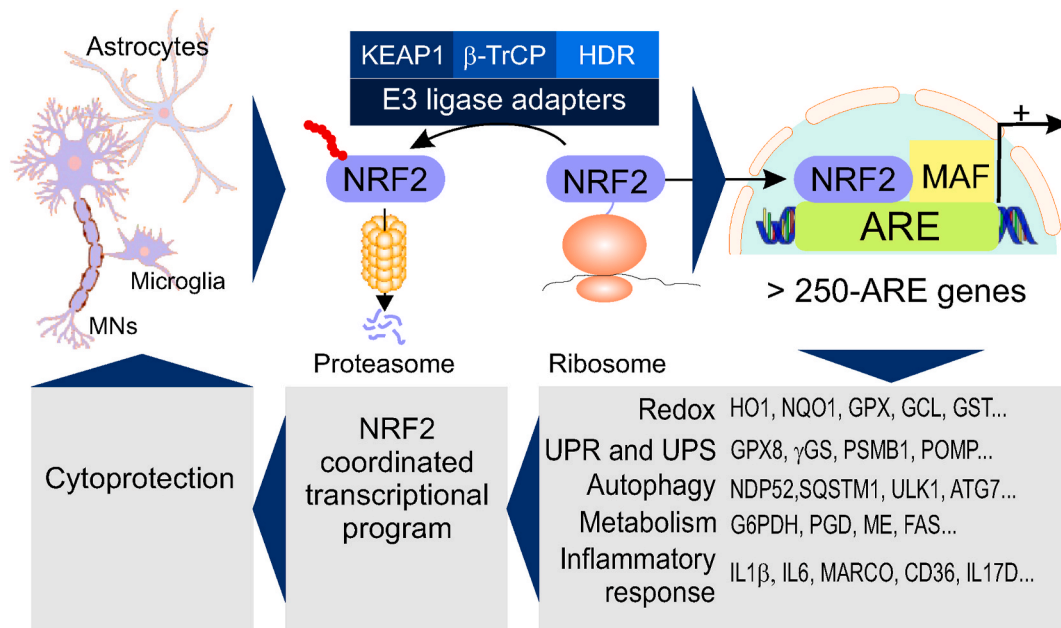 Astrocytes
Microglia
MNs
KEAP1 β-TrCP HDR
E3 ligase adapters
NRF2
NRF2
Proteasome
Ribosome
+
NRF2 MAF
ARE
> 250-ARE genes
Redox HO1, NQO1, GPX, GCL, GST...
UPR and UPS GPX8, γGS, PSMB1, POMP...
Autophagy NDP52,SQSTM1, ULK1, ATG7...
Metabolism G6PDH, PGD, ME, FAS...
Inflammatory
response IL1β, IL6, MARCO, CD36, IL17D...
NRF2
coordinated
transcriptional
program
Cytoprotection